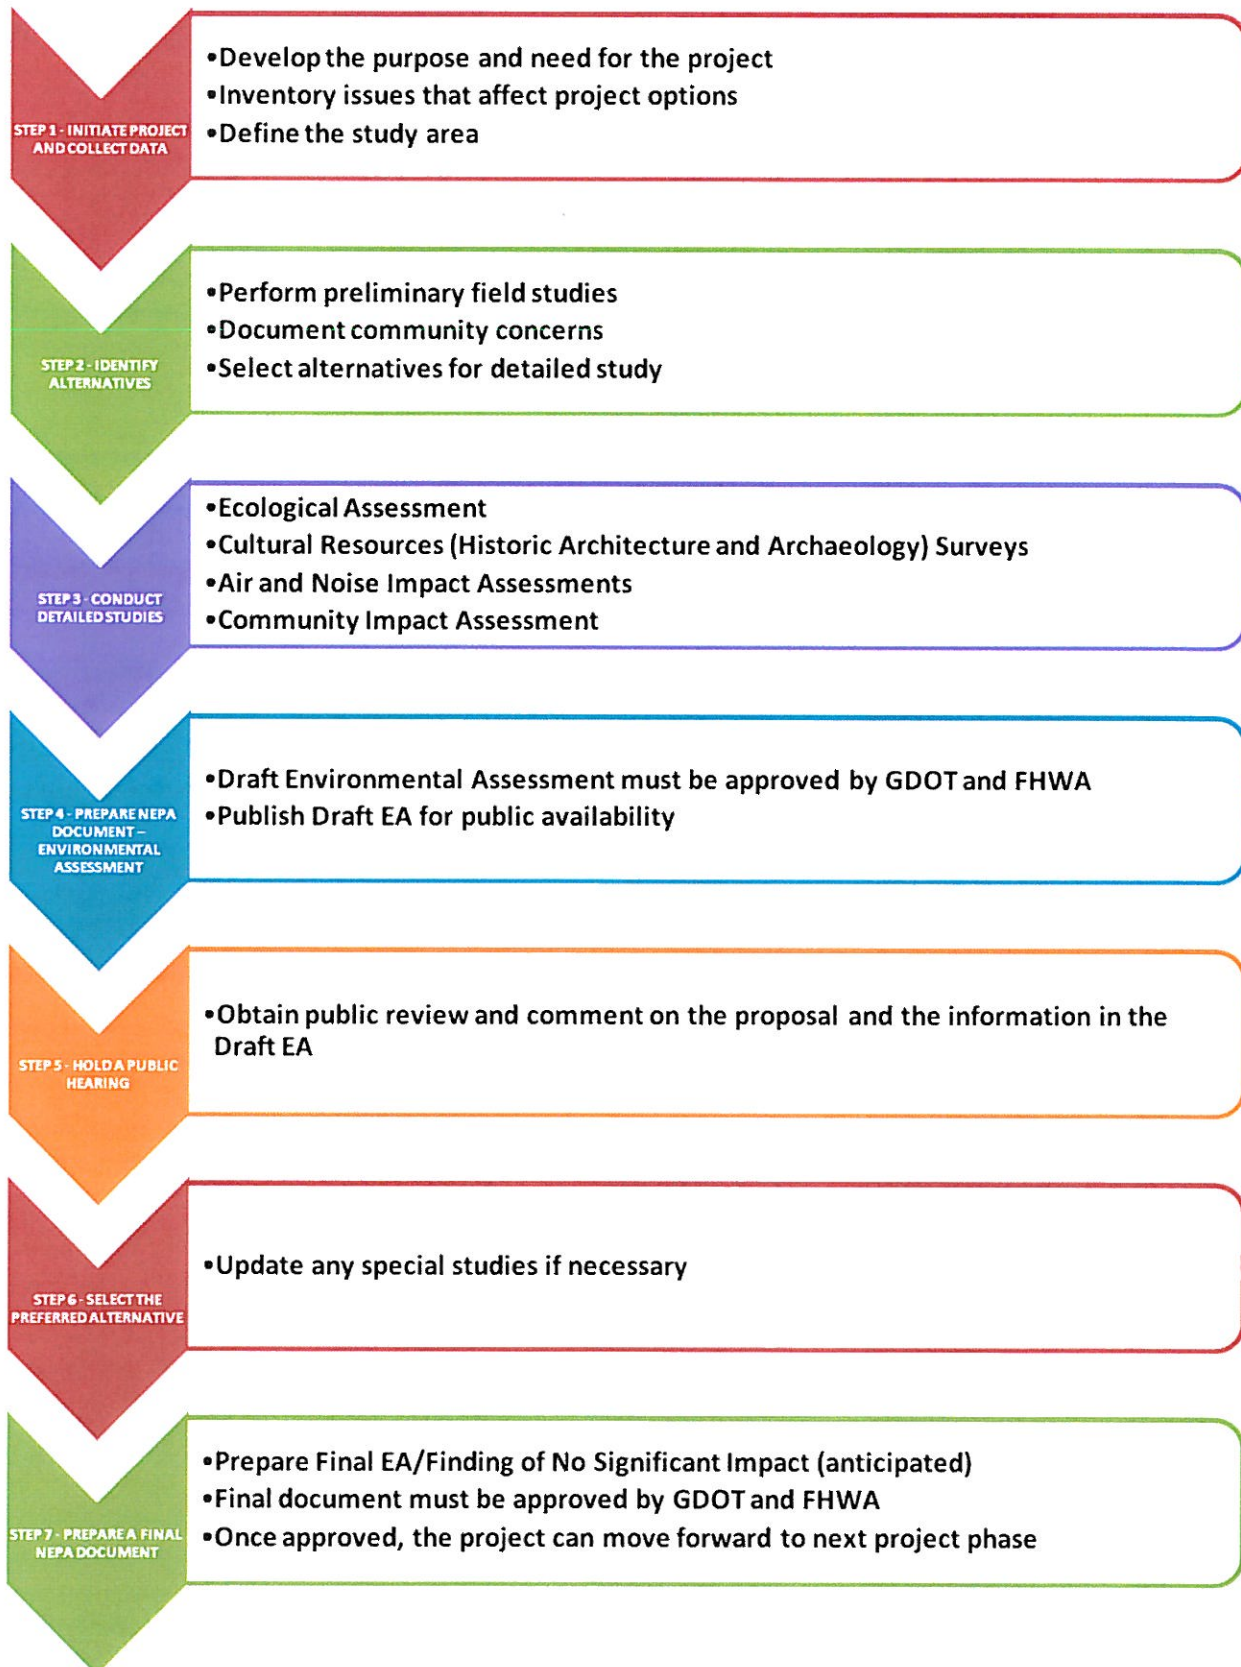 STEP 1 - INITIATE PROJECT
AND COLLECT DATA
•Develop the purpose and need for the project
•Inventory issues that affect project options
•Define the study area
STEP 2 - IDENTIFY
ALTERNATIVES
•Perform preliminary field studies
•Document community concerns
•Select alternatives for detailed study
STEP 3 - CONDUCT
DETAILED STUDIES
•Ecological Assessment
•Cultural Resources (Historic Architecture and Archaeology) Surveys
•Air and Noise Impact Assessments
•Community Impact Assessment
STEP 4 - PREPARE NEPA
DOCUMENT –
ENVIRONMENTAL
ASSESSMENT
•Draft Environmental Assessment must be approved by GDOT and FHWA
•Publish Draft EA for public availability
STEP 5 - HOLD A PUBLIC
HEARING
•Obtain public review and comment on the proposal and the information in the
Draft EA
STEP 6 - SELECT THE
PREFERRED ALTERNATIVE
•Update any special studies if necessary
STEP 7 - PREPARE A FINAL
NEPA DOCUMENT
•Prepare Final EA/Finding of No Significant Impact (anticipated)
•Final document must be approved by GDOT and FHWA
•Once approved, the project can move forward to next project phase